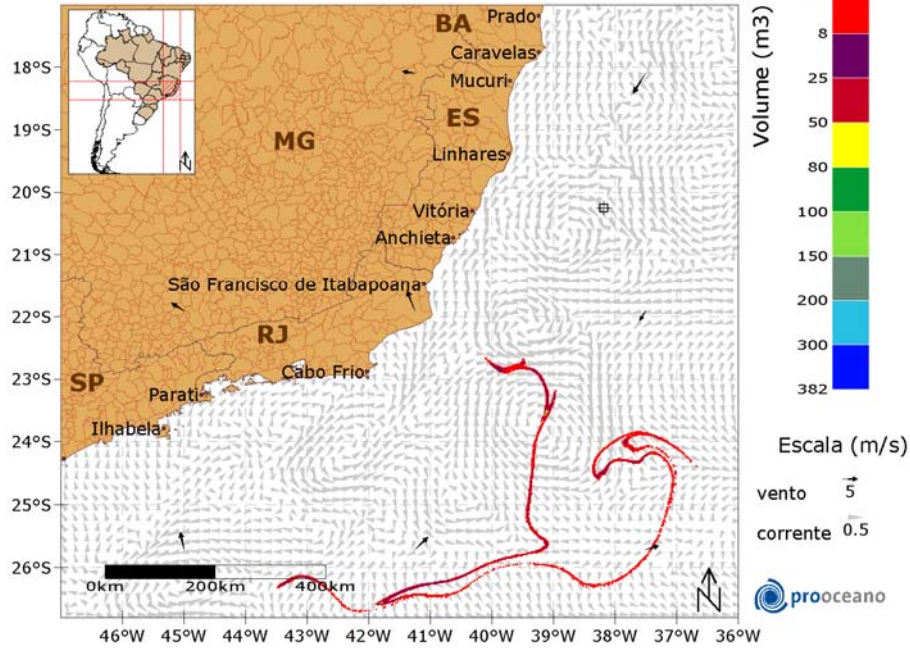 BA
Prado
Caravelas
Mucuri
ES
MG
Linhares
Vitória
Anchieta
São Francisco de Itabapoana
RJ
SP
Cabo Frio
Parati
Ilhabela
N
18°S
19°S
20°S
21°S
22°S
23°S
24°S
25°S
26°S
0km
200km
400km
N
46°W
45°W
44°W
43°W
42°W
41°W
40°W
39°W
38°W
37°W
36°W
Volume (m3)
8
25
50
80
100
150
200
300
382
Escala (m/s)
vento 5
corrente 0.5
prooceano